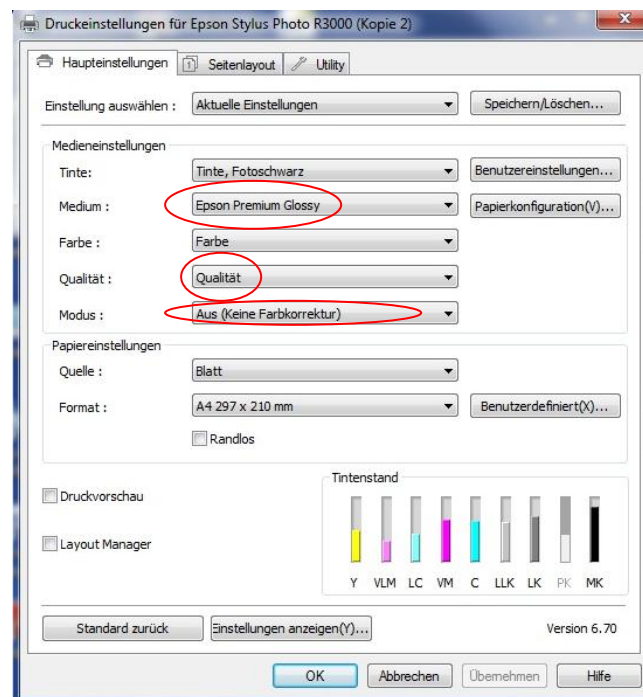 Druckeinstellungen für Epson Stylus Photo R3000 (Kopie 2)
Haupteinstellungen Seitenlayout Utility
Einstellung auswählen : Aktuelle Einstellungen Speichern/Löschen...
Medieneinstellungen
Tinte: Tinte, Fotoschwarz Benutzereinstellungen...
Medium : Epson Premium Glossy Papierkonfiguration(V)...
Farbe : Farbe
Qualität : Qualität
Modus : Aus (Keine Farbkorrektur)
Papiereinstellungen
Quelle : Blatt
Format : A4 297 x 210 mm Benutzerdefiniert(X)...
Randlos
Tintenstand
Druckvorschau
Layout Manager
Y VLM LC VM C LLK LK PK MK
Standard zurück Einstellungen anzeigen(Y)... Version 6.70
OK Abbrechen Übernehmen Hilfe